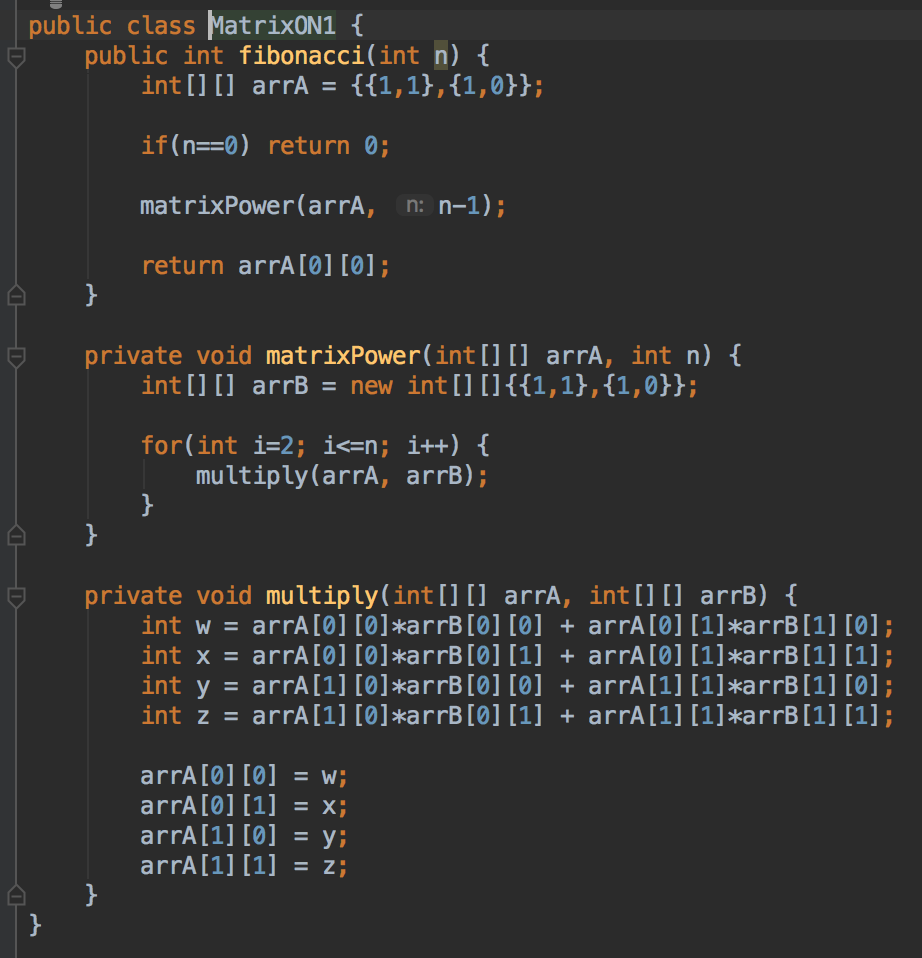 public class MatrixON1 {
    public int fibonacci(int n) {
        int[][] arrA = {{1,1},{1,0}};
        if(n==0) return 0;
        matrixPower(arrA, n: n-1);
        return arrA[0][0];
    }
    private void matrixPower(int[][] arrA, int n) {
        int[][] arrB = new int[][]{{1,1},{1,0}};
        for(int i=2; i<=n; i++) {
            multiply(arrA, arrB);
        }
    }
    private void multiply(int[][] arrA, int[][] arrB) {
        int w = arrA[0][0]*arrB[0][0] + arrA[0][1]*arrB[1][0];
        int x = arrA[0][0]*arrB[0][1] + arrA[0][1]*arrB[1][1];
        int y = arrA[1][0]*arrB[0][0] + arrA[1][1]*arrB[1][0];
        int z = arrA[1][0]*arrB[0][1] + arrA[1][1]*arrB[1][1];
        arrA[0][0] = w;
        arrA[0][1] = x;
        arrA[1][0] = y;
        arrA[1][1] = z;
    }
}